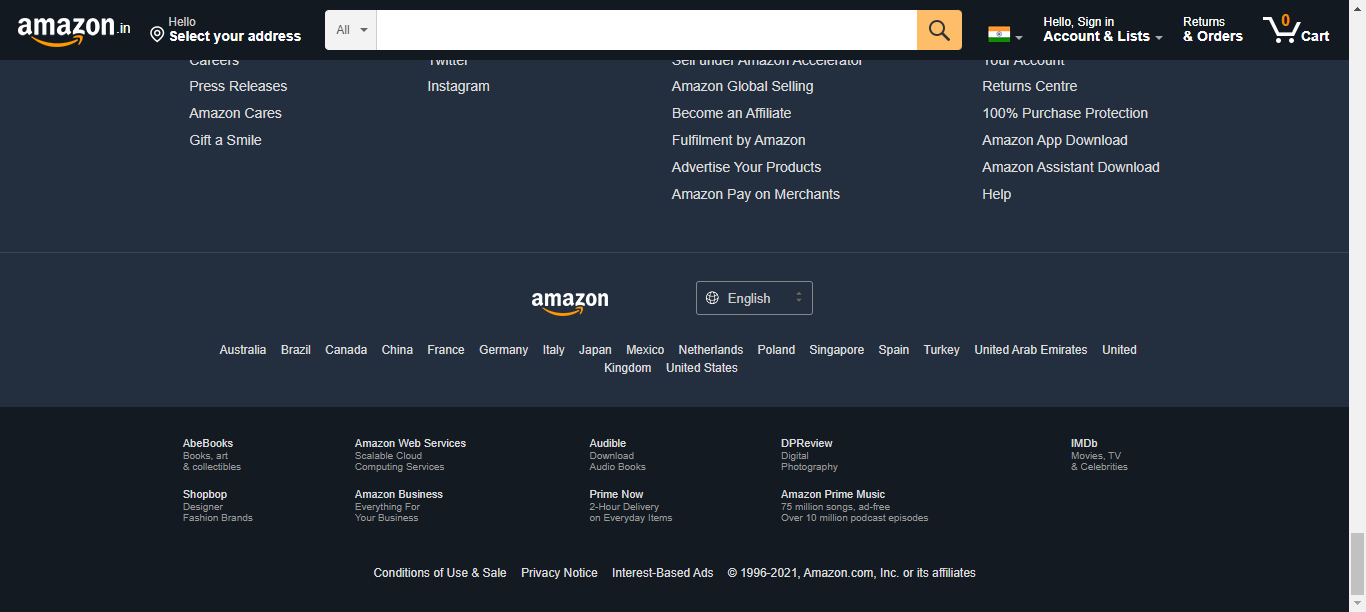 amazon.in
Hello
Select your address
All
Hello, Sign in
Account & Lists
Returns
& Orders
0
Cart
Careers
Twitter
Sell under Amazon Accelerator
Your Account
Press Releases
Instagram
Amazon Global Selling
Returns Centre
Amazon Cares
Become an Affiliate
100% Purchase Protection
Gift a Smile
Fulfilment by Amazon
Amazon App Download
Advertise Your Products
Amazon Assistant Download
Amazon Pay on Merchants
Help
amazon
English
Australia Brazil Canada China France Germany Italy Japan Mexico Netherlands Poland Singapore Spain Turkey United Arab Emirates United
Kingdom United States
AbeBooks
Books, art
& collectibles
Amazon Web Services
Scalable Cloud
Computing Services
Audible
Download
Audio Books
DPReview
Digital
Photography
IMDb
Movies, TV
& Celebrities
Shopbop
Designer
Fashion Brands
Amazon Business
Everything For
Your Business
Prime Now
2-Hour Delivery
on Everyday Items
Amazon Prime Music
75 million songs, ad-free
Over 10 million podcast episodes
Conditions of Use & Sale Privacy Notice Interest-Based Ads © 1996-2021, Amazon.com, Inc. or its affiliates